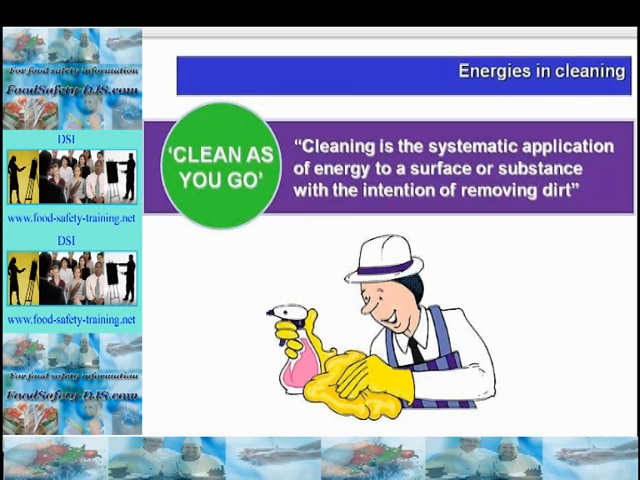 For food safety information
FoodSafety-DJS.com
DSI
www.food-safety-training.net
DSI
www.food-safety-training.net
For food safety information
FoodSafety-DJS.com
Energies in cleaning
‘CLEAN AS
YOU GO’
“Cleaning is the systematic application
of energy to a surface or substance
with the intention of removing dirt”